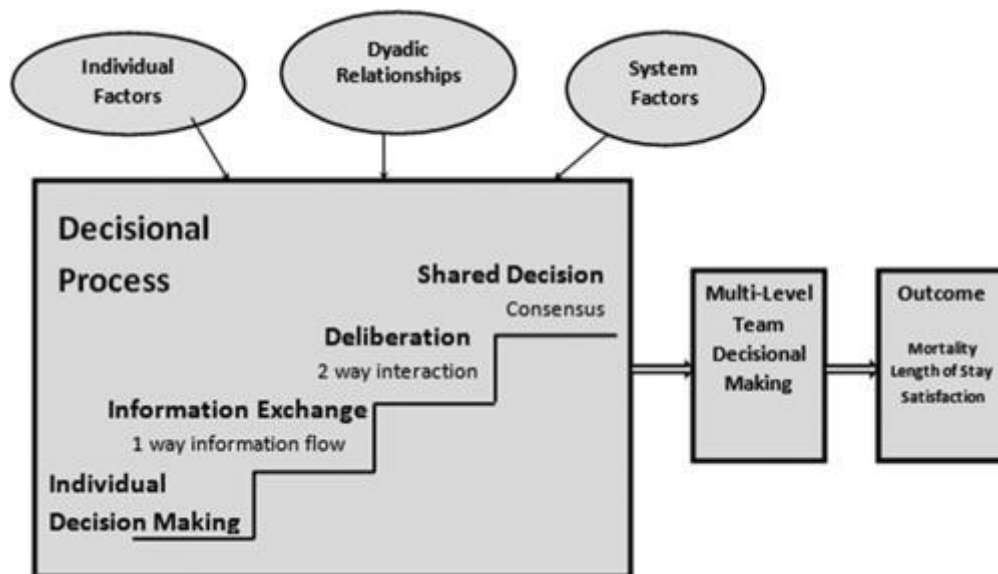 Individual
Factors
Dyadic
Relationships
System
Factors
Decisional
Process
Shared Decision
Consensus
Deliberation
2 way interaction
Information Exchange
1 way information flow
Individual
Decision Making
Multi-Level
Team
Decisional
Making
Outcome
Mortality
Length of Stay
Satisfaction